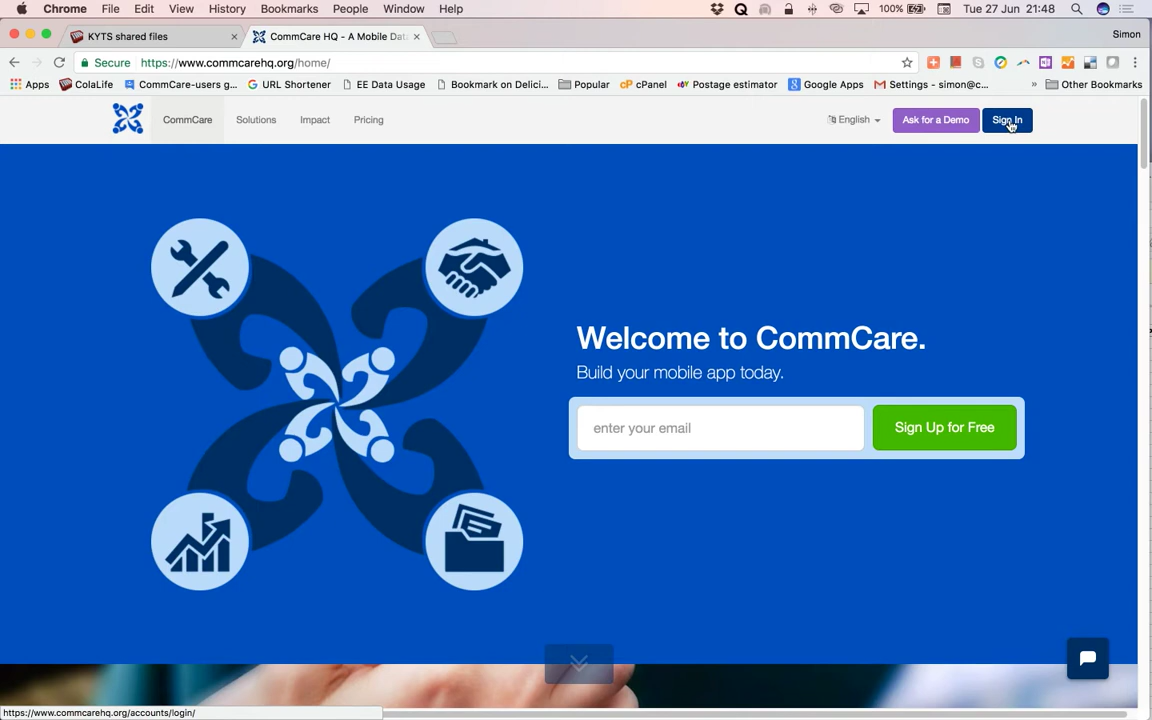 Chrome File Edit View History Bookmarks People Window Help 100% Tue 27 Jun 21:48
KYTS shared files CommCare HQ - A Mobile Dat Simon
Secure https://www.commcarehq.org/home/
Apps ColaLife CommCare-users g... URL Shortener EE Data Usage Bookmark on Delici... Popular cPanel Postage estimator Google Apps Settings - simon@c... » Other Bookmarks
CommCare Solutions Impact Pricing English Ask for a Demo Sign In
Welcome to CommCare.
Build your mobile app today.
enter your email Sign Up for Free
https://www.commcarehq.org/accounts/login/